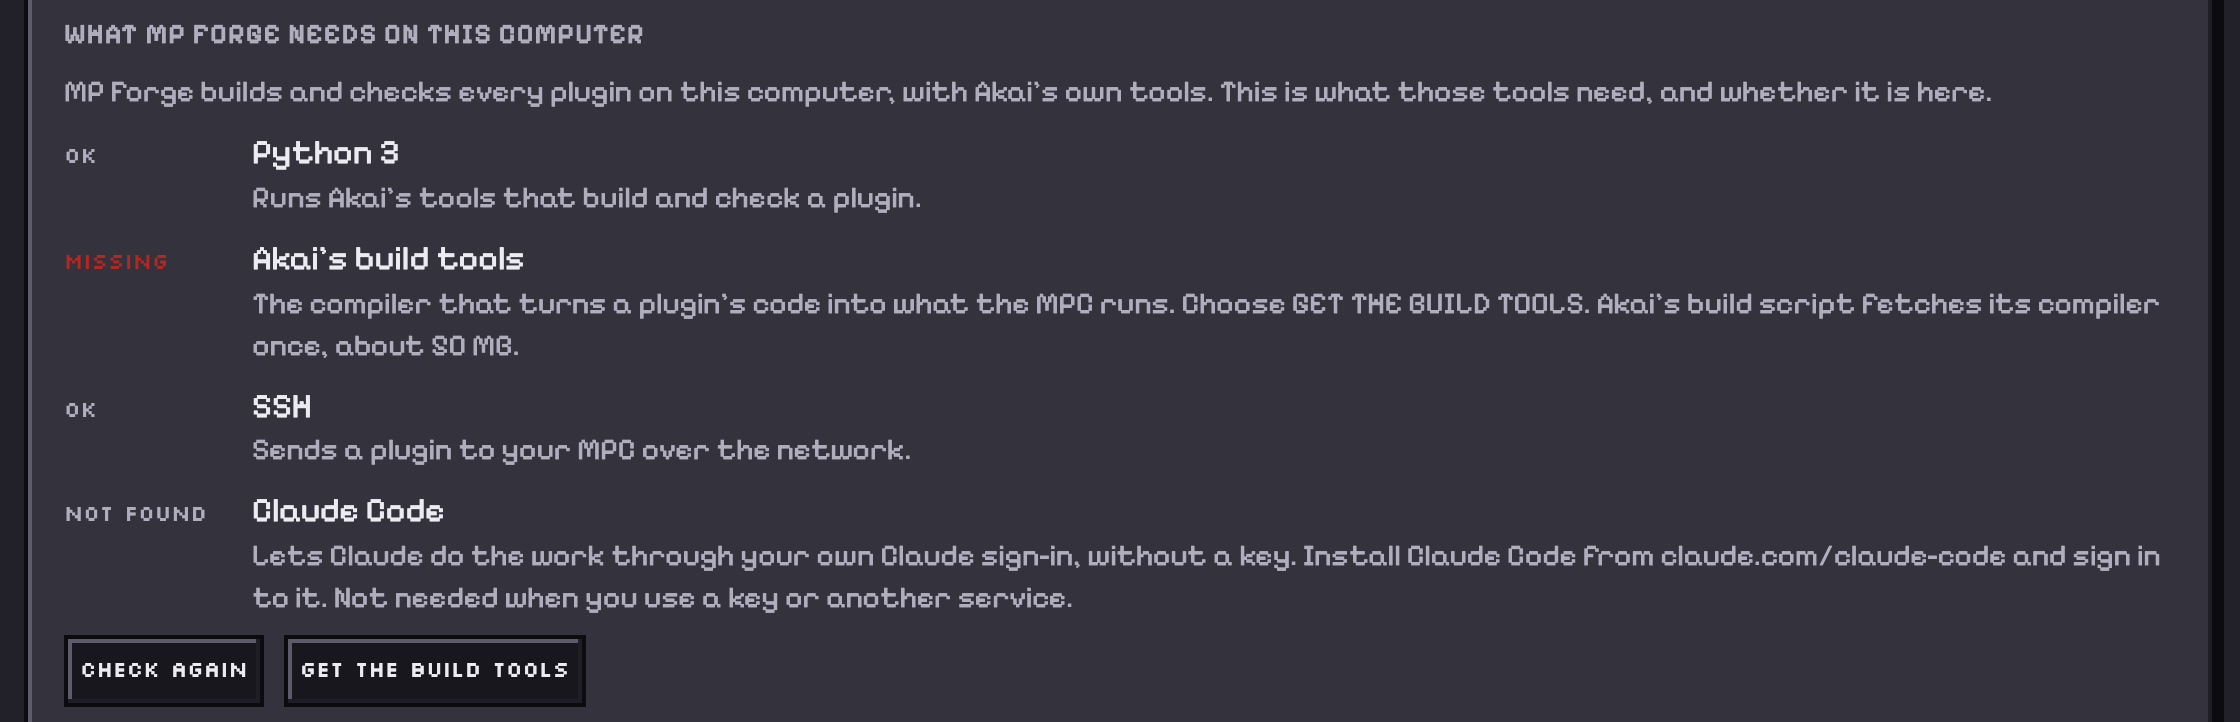 WHAT MP FORGE NEEDS ON THIS COMPUTER
MP Forge builds and checks every plugin on this computer, with Akai's own tools. This is what those tools need, and whether it is here.
OK
Python 3
Runs Akai's tools that build and check a plugin.
MISSING
Akai's build tools
The compiler that turns a plugin's code into what the MPC runs. Choose GET THE BUILD TOOLS. Akai's build script fetches its compiler
once, about 80 MB.
OK
SSH
Sends a plugin to your MPC over the network.
NOT FOUND
Claude Code
Lets Claude do the work through your own Claude sign-in, without a key. Install Claude Code from claude.com/claude-code and sign in
to it. Not needed when you use a key or another service.
CHECK AGAIN
GET THE BUILD TOOLS